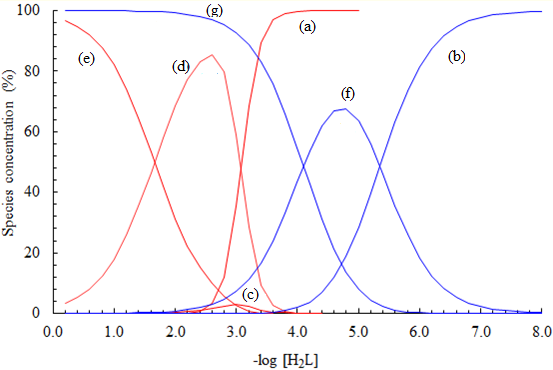 100
80
60
40
20
0
Species concentration (%)
(g)
(a)
(e)
(d)
(b)
(f)
(c)
0.0 1.0 2.0 3.0 4.0 5.0 6.0 7.0 8.0
-log [H2L]